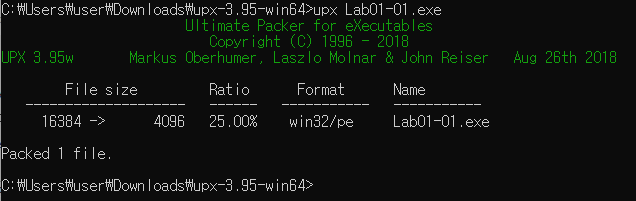 C:₩Users₩user₩Downloads₩upx-3.95-win64>upx Lab01-01.exe
Ultimate Packer for eXecutables
Copyright (C) 1996 - 2018
UPX 3.95w Markus Oberhumer, Laszlo Molnar & John Reiser Aug 26th 2018
File size Ratio Format Name
-------------------- ------ ----------- -----------
16384 -> 4096 25.00% win32/pe Lab01-01.exe
Packed 1 file.
C:₩Users₩user₩Downloads₩upx-3.95-win64>